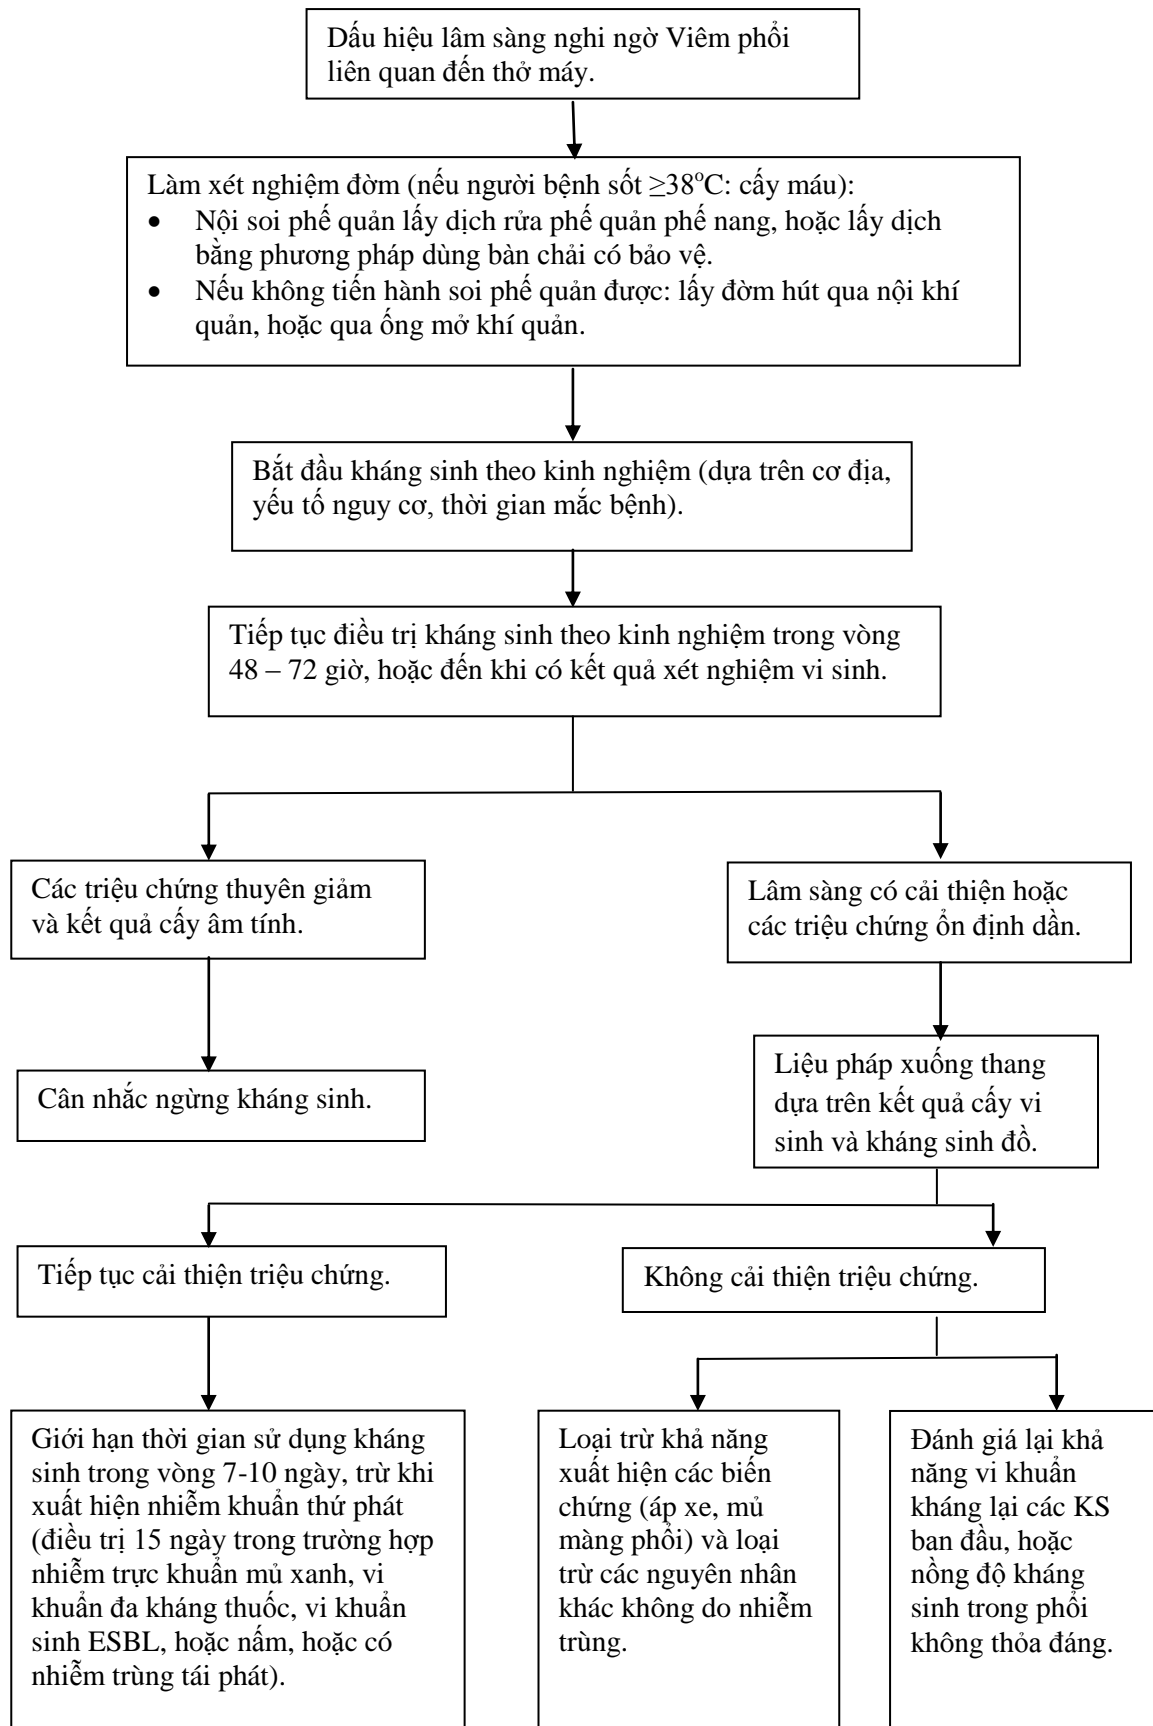 Dấu hiệu lâm sàng nghi ngờ Viêm phổi
liên quan đến thở máy.
Làm xét nghiệm đờm (nếu người bệnh sốt ≥38°C: cấy máu):
• Nội soi phế quản lấy dịch rửa phế quản phế nang, hoặc lấy dịch
bằng phương pháp dùng bàn chải có bảo vệ.
• Nếu không tiến hành soi phế quản được: lấy đờm hút qua nội khí
quản, hoặc qua ống mở khí quản.
Bắt đầu kháng sinh theo kinh nghiệm (dựa trên cơ địa,
yếu tố nguy cơ, thời gian mắc bệnh).
Tiếp tục điều trị kháng sinh theo kinh nghiệm trong vòng
48 – 72 giờ, hoặc đến khi có kết quả xét nghiệm vi sinh.
Các triệu chứng thuyên giảm
và kết quả cấy âm tính.
Lâm sàng có cải thiện hoặc
các triệu chứng ổn định dần.
Cân nhắc ngừng kháng sinh.
Liệu pháp xuống thang
dựa trên kết quả cấy vi
sinh và kháng sinh đồ.
Tiếp tục cải thiện triệu chứng.
Không cải thiện triệu chứng.
Giới hạn thời gian sử dụng kháng
sinh trong vòng 7-10 ngày, trừ khi
xuất hiện nhiễm khuẩn thứ phát
(điều trị 15 ngày trong trường hợp
nhiễm trực khuẩn mủ xanh, vi
khuẩn đa kháng thuốc, vi khuẩn
sinh ESBL, hoặc nấm, hoặc có
nhiễm trùng tái phát).
Loại trừ khả năng
xuất hiện các biến
chứng (áp xe, mủ
màng phổi) và loại
trừ các nguyên nhân
khác không do nhiễm
trùng.
Đánh giá lại khả
năng vi khuẩn
kháng lại các KS
ban đầu, hoặc
nồng độ kháng
sinh trong phổi
không thỏa đáng.